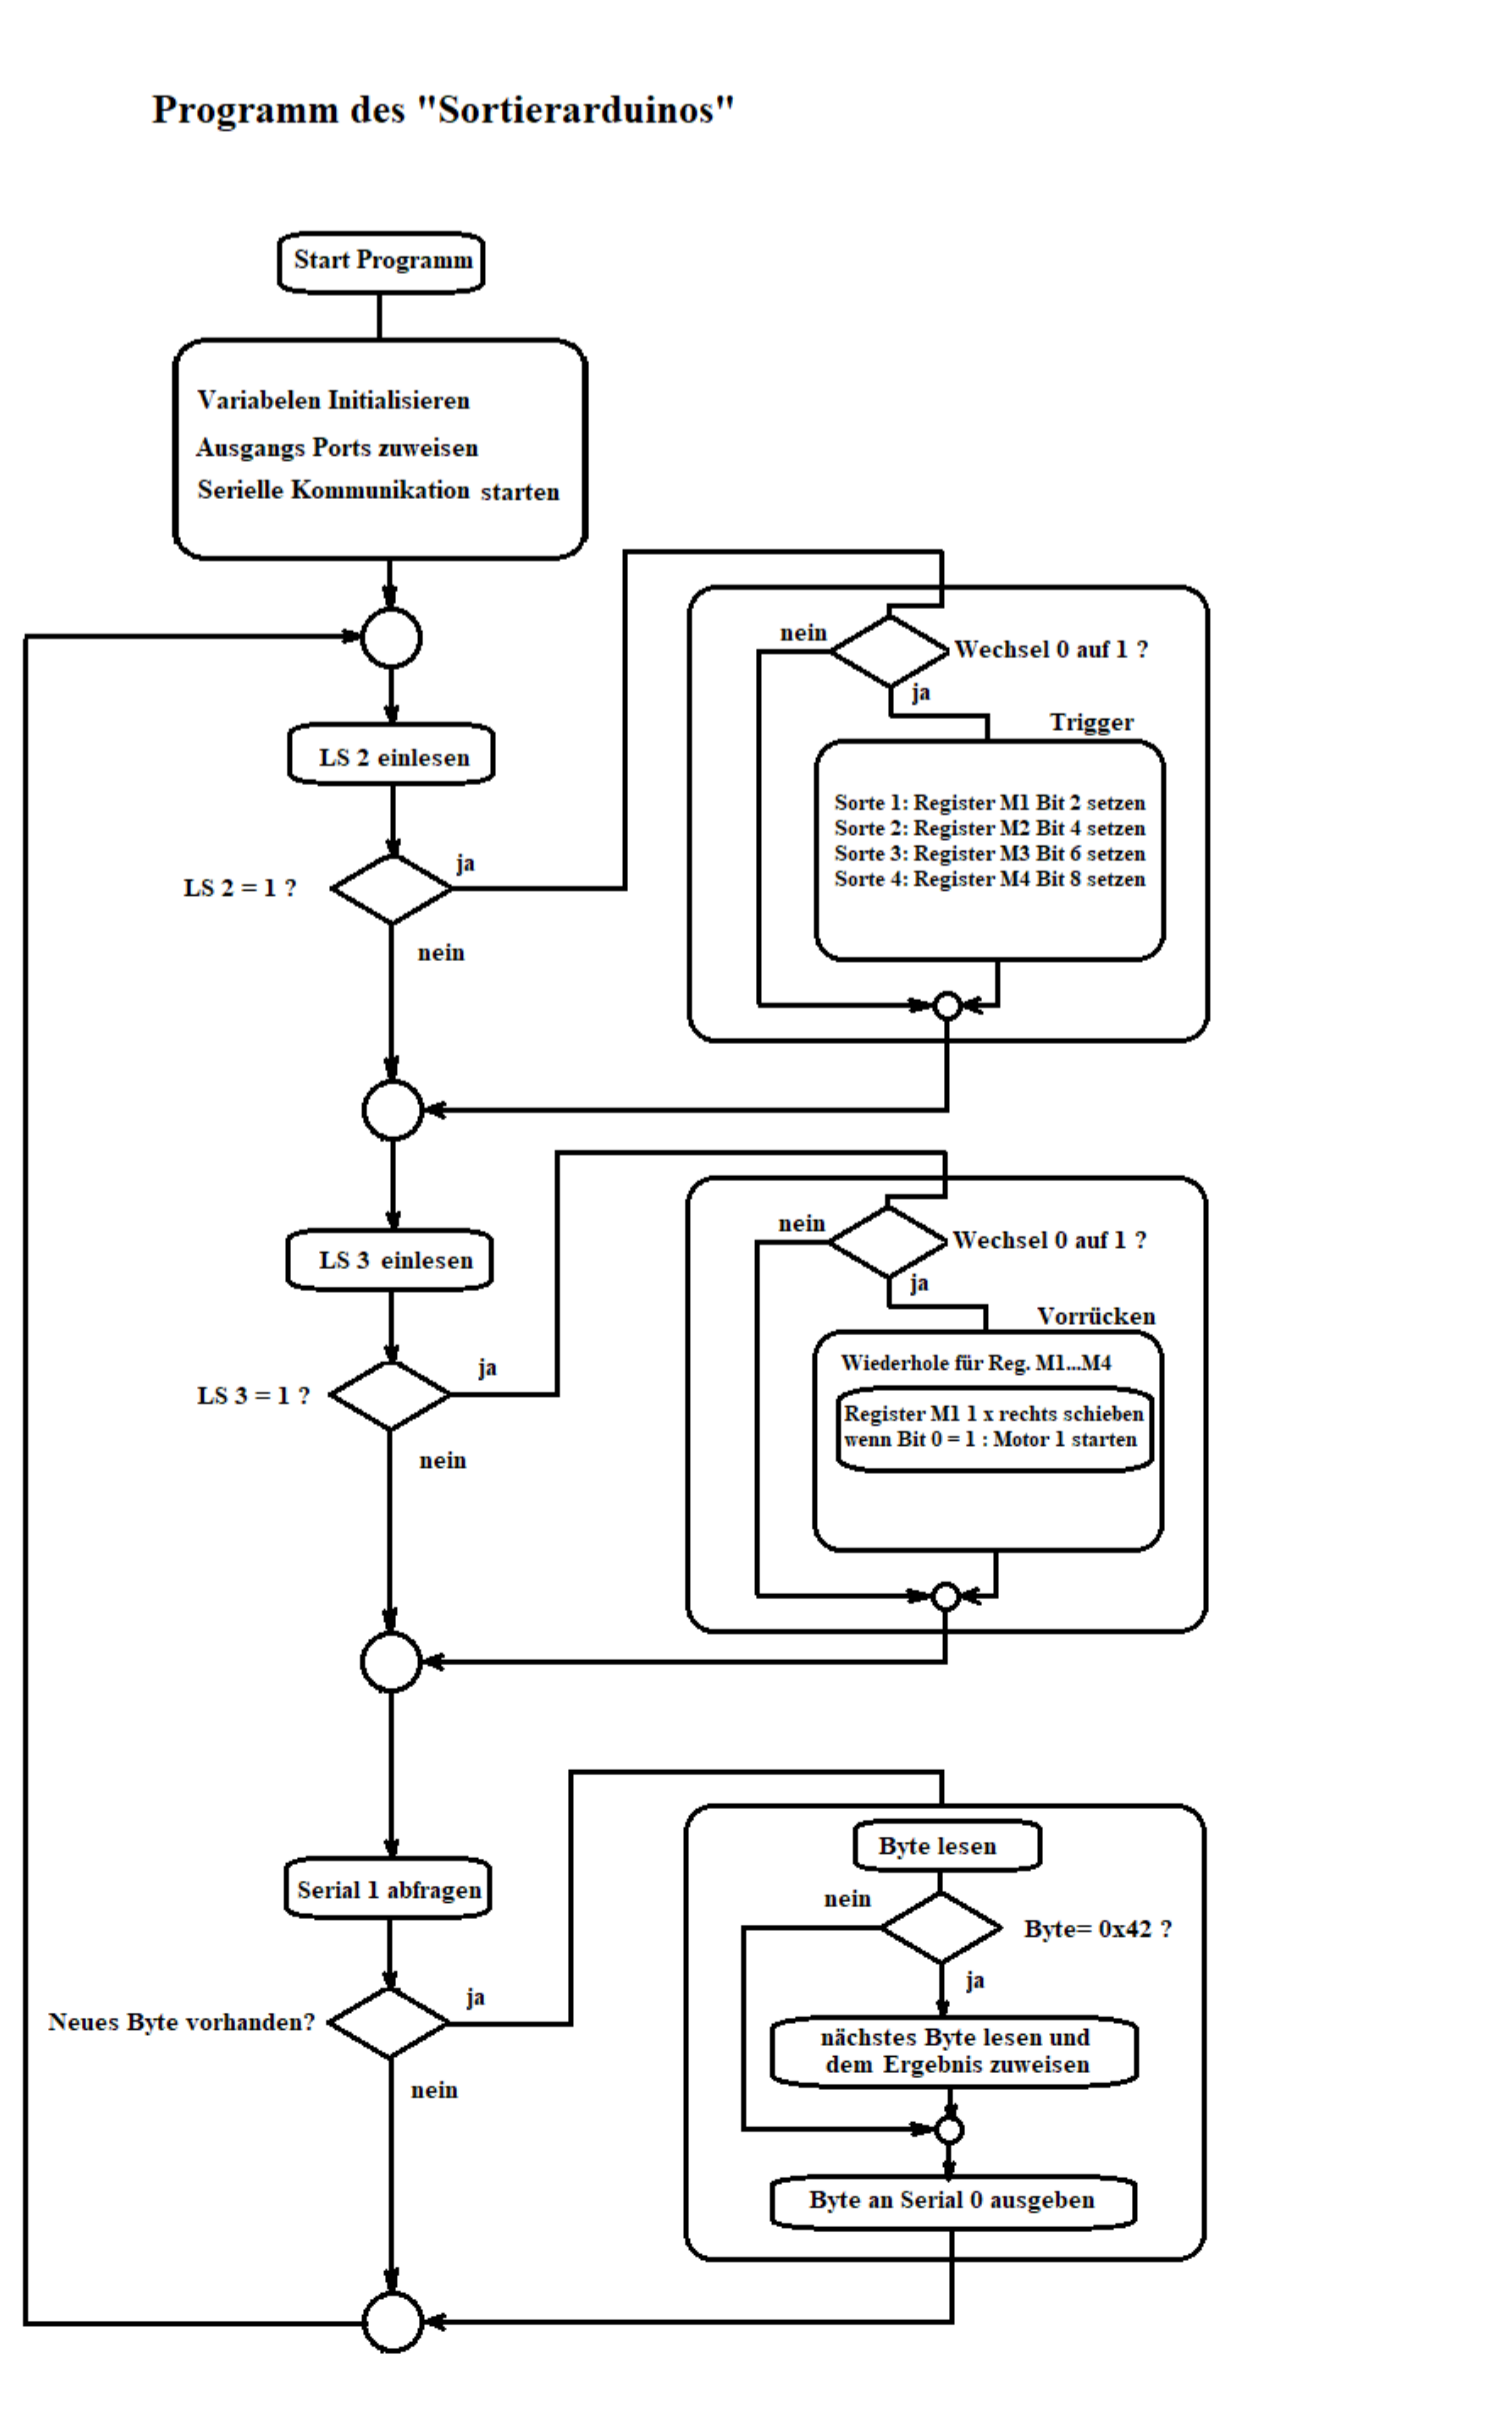 Programm des "Sortierarduinos"
Start Programm
Variabelen Initialisieren
Ausgangs Ports zuweisen
Serielle Kommunikation starten
nein
Wechsel 0 auf 1 ?
ja
Trigger
LS 2 einlesen
Sorte 1: Register M1 Bit 2 setzen
Sorte 2: Register M2 Bit 4 setzen
Sorte 3: Register M3 Bit 6 setzen
Sorte 4: Register M4 Bit 8 setzen
LS 2 = 1 ?
ja
nein
nein
Wechsel 0 auf 1 ?
ja
LS 3 einlesen
Vorrücken
Wiederhole für Reg. M1...M4
Register M1 1 x rechts schieben
wenn Bit 0 = 1 : Motor 1 starten
LS 3 = 1 ?
ja
nein
Byte lesen
Serial 1 abfragen
nein
Byte= 0x42 ?
ja
Neues Byte vorhanden?
ja
nächstes Byte lesen und
dem Ergebnis zuweisen
nein
Byte an Serial 0 ausgeben